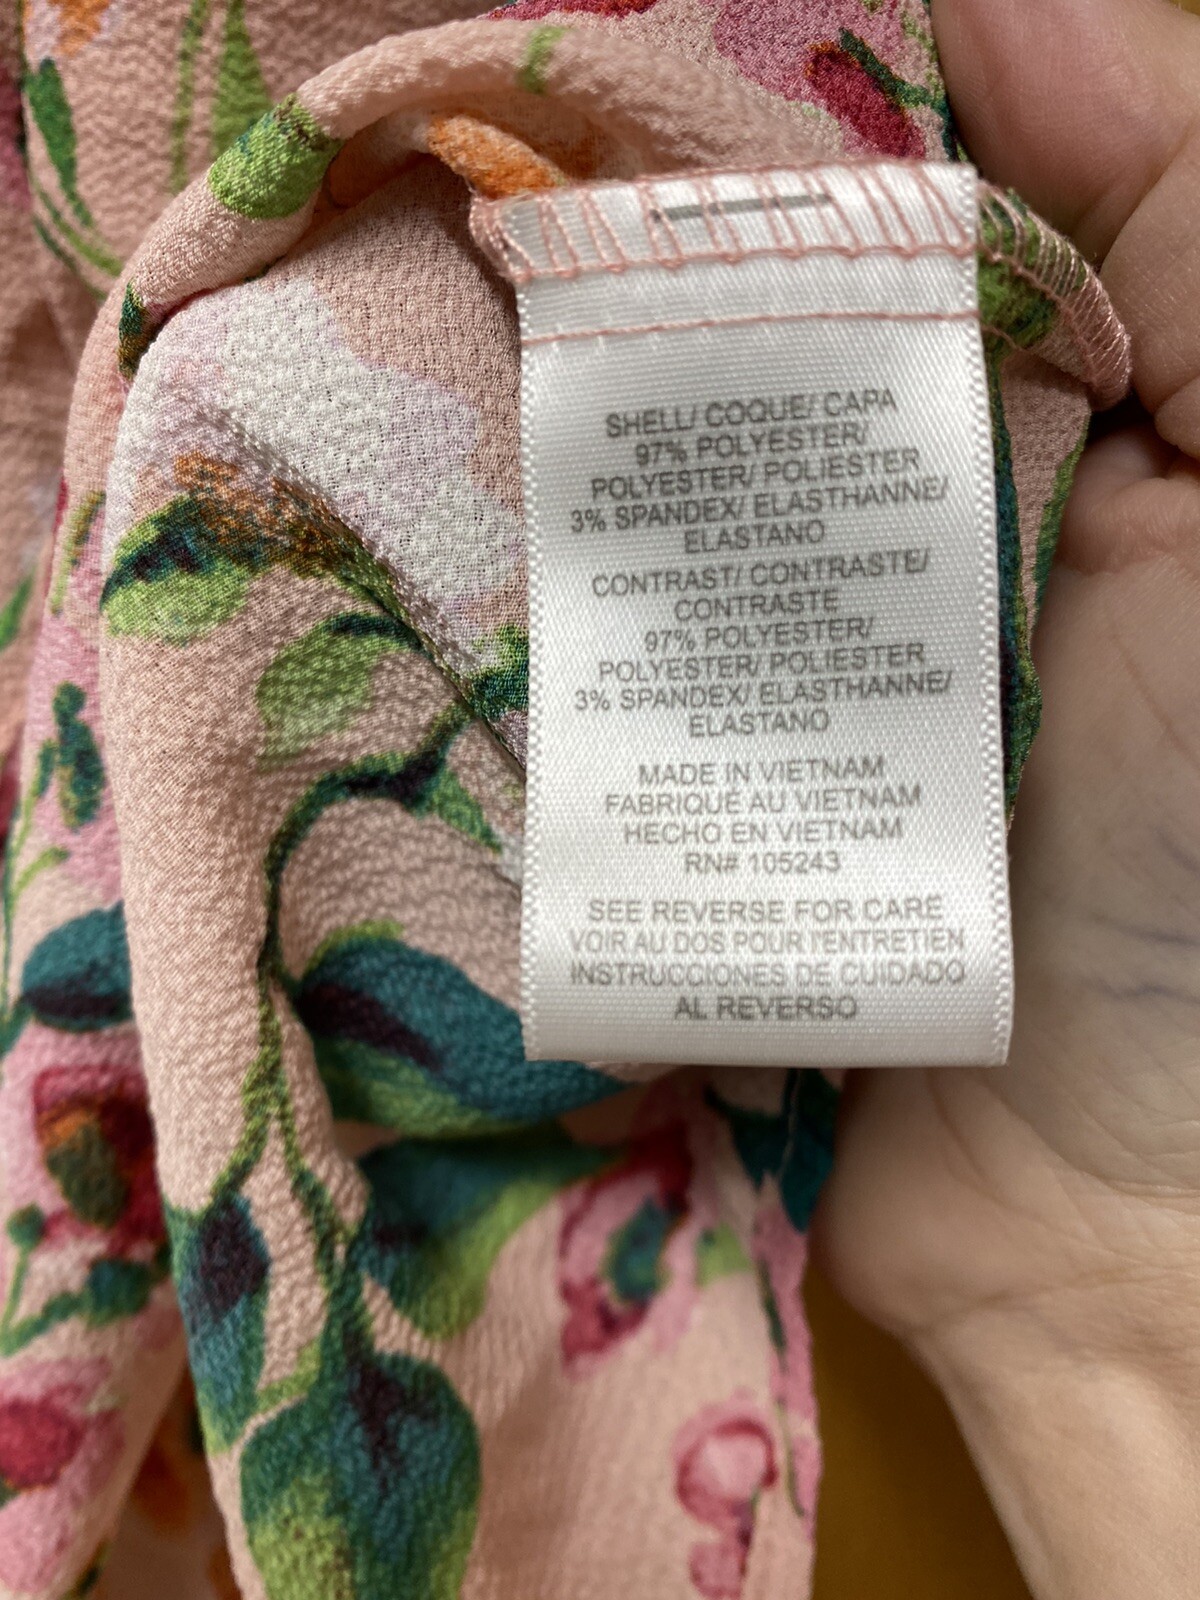 SHELL/ COQUE/ CAPA
97% POLYESTER/
POLYESTER/ POLIESTER
3% SPANDEX/ ELASTHANNE/
ELASTANO
CONTRAST/ CONTRASTE/
CONTRASTE
97% POLYESTER/
POLYESTER/ POLIESTER
3% SPANDEX/ ELASTHANNE/
ELASTANO
MADE IN VIETNAM
FABRIQUÉ AU VIETNAM
HECHO EN VIETNAM
RN# 105243
SEE REVERSE FOR CARE
VOIR AU DOS POUR l'ENTRETIEN
INSTRUCCIONES DE CUIDADO
AL REVERSO